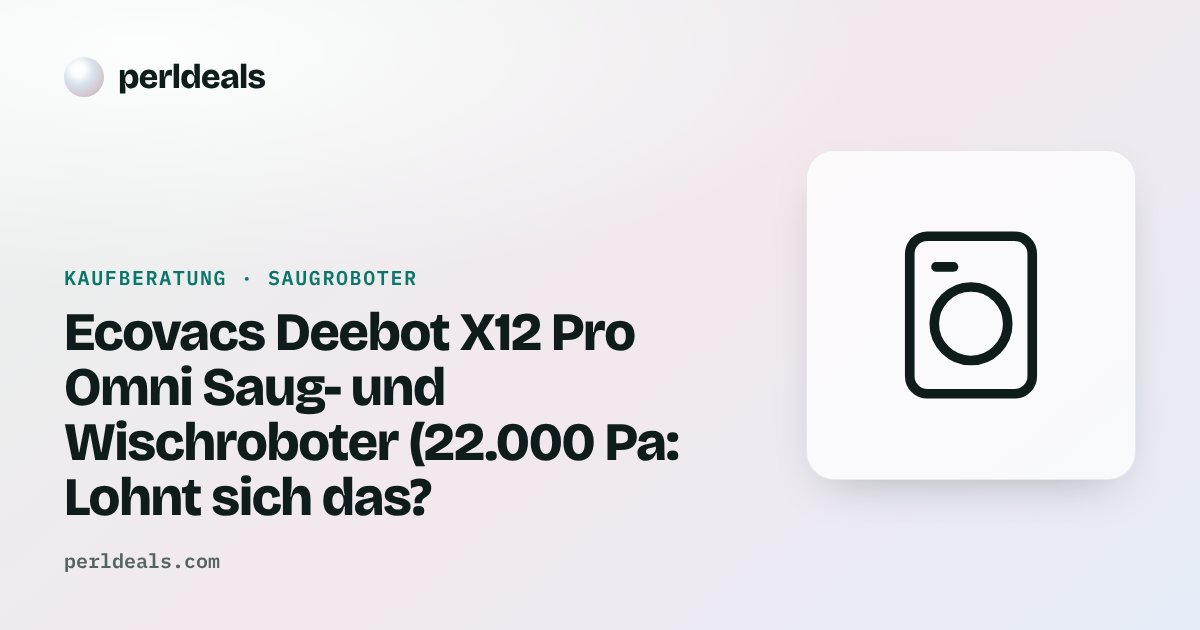 perldeals
KAUFBERATUNG · SAUGROBOTER
Ecovacs Deebot X12 Pro
Omni Saug- und
Wischroboter (22.000 Pa:
Lohnt sich das?
perldeals.com